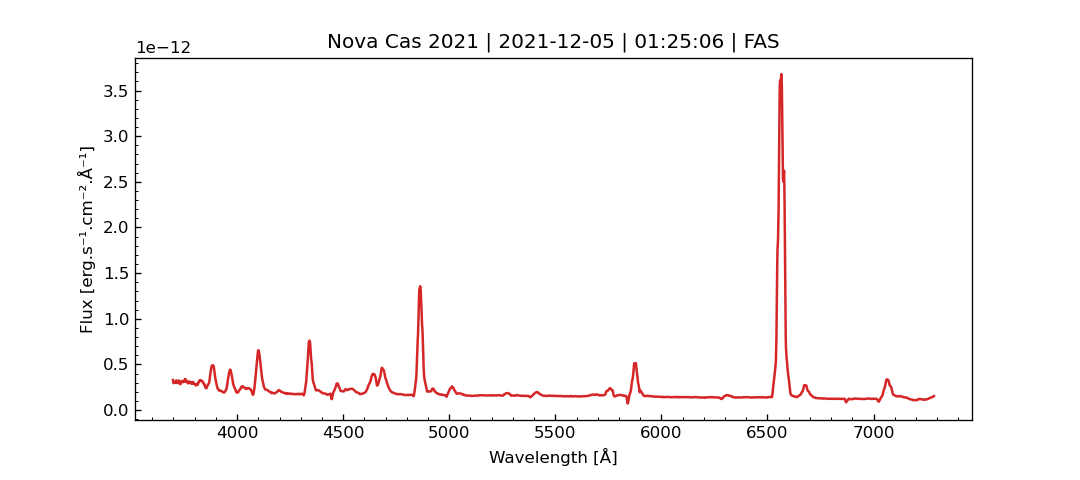 Nova Cas 2021 | 2021-12-05 | 01:25:06 | FAS
1e−12
Flux [erg.s⁻¹.cm⁻².Å⁻¹]
3.5
3.0
2.5
2.0
1.5
1.0
0.5
0.0
4000 4500 5000 5500 6000 6500 7000
Wavelength [Å]